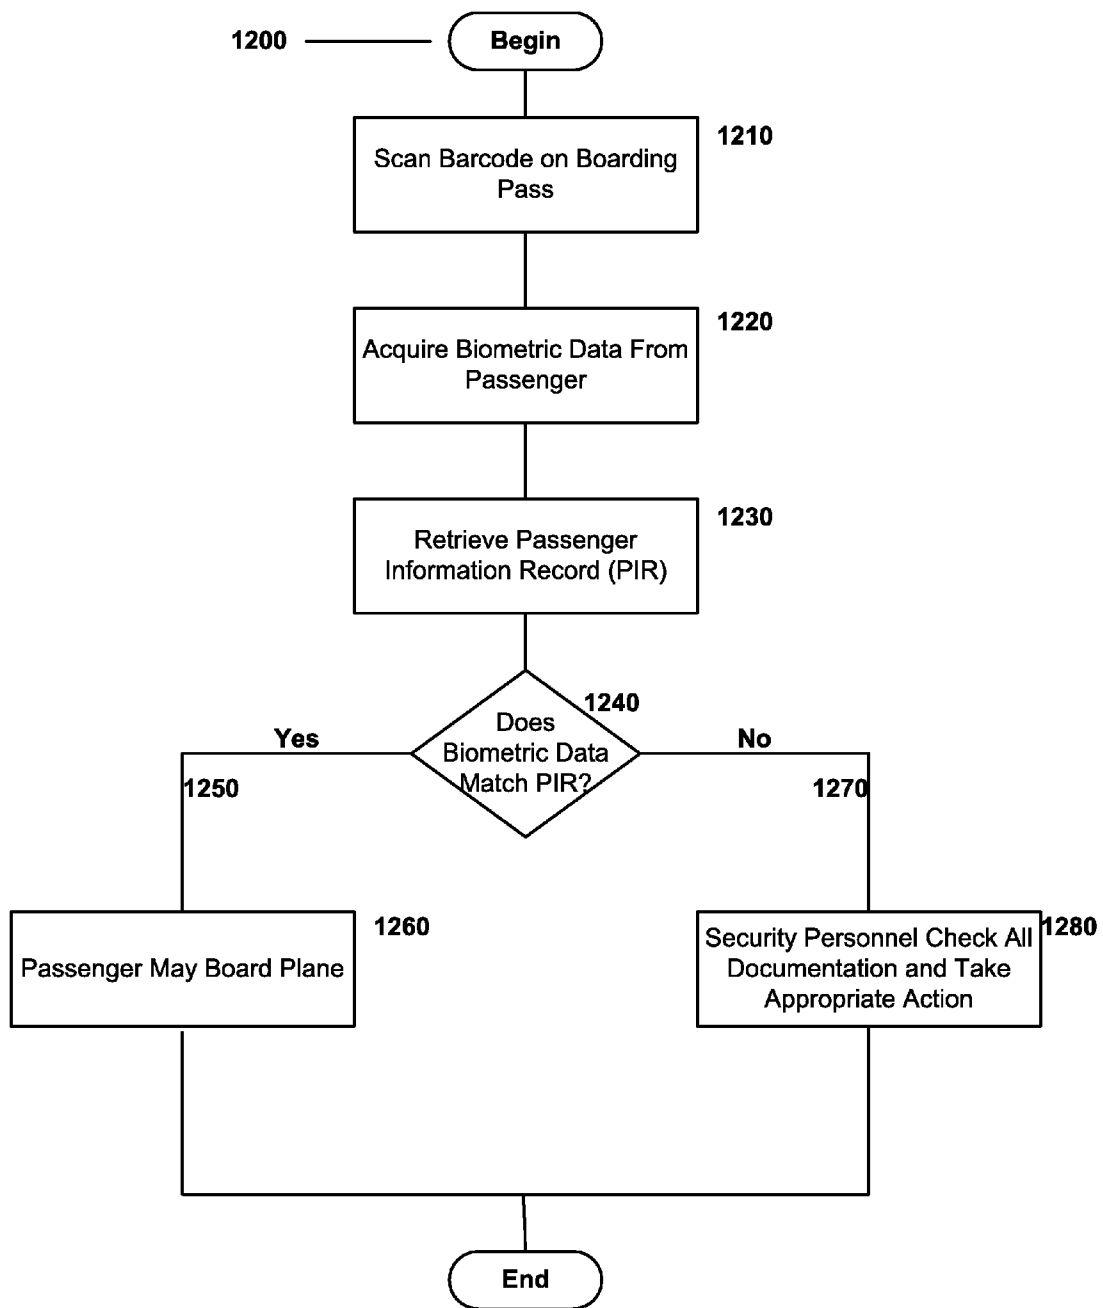 1200
Begin
1210
Scan Barcode on Boarding
Pass
1220
Acquire Biometric Data From
Passenger
1230
Retrieve Passenger
Information Record (PIR)
1240
Does
Biometric Data
Match PIR?
Yes
No
1250
1270
1260
Passenger May Board Plane
1280
Security Personnel Check All
Documentation and Take
Appropriate Action
End